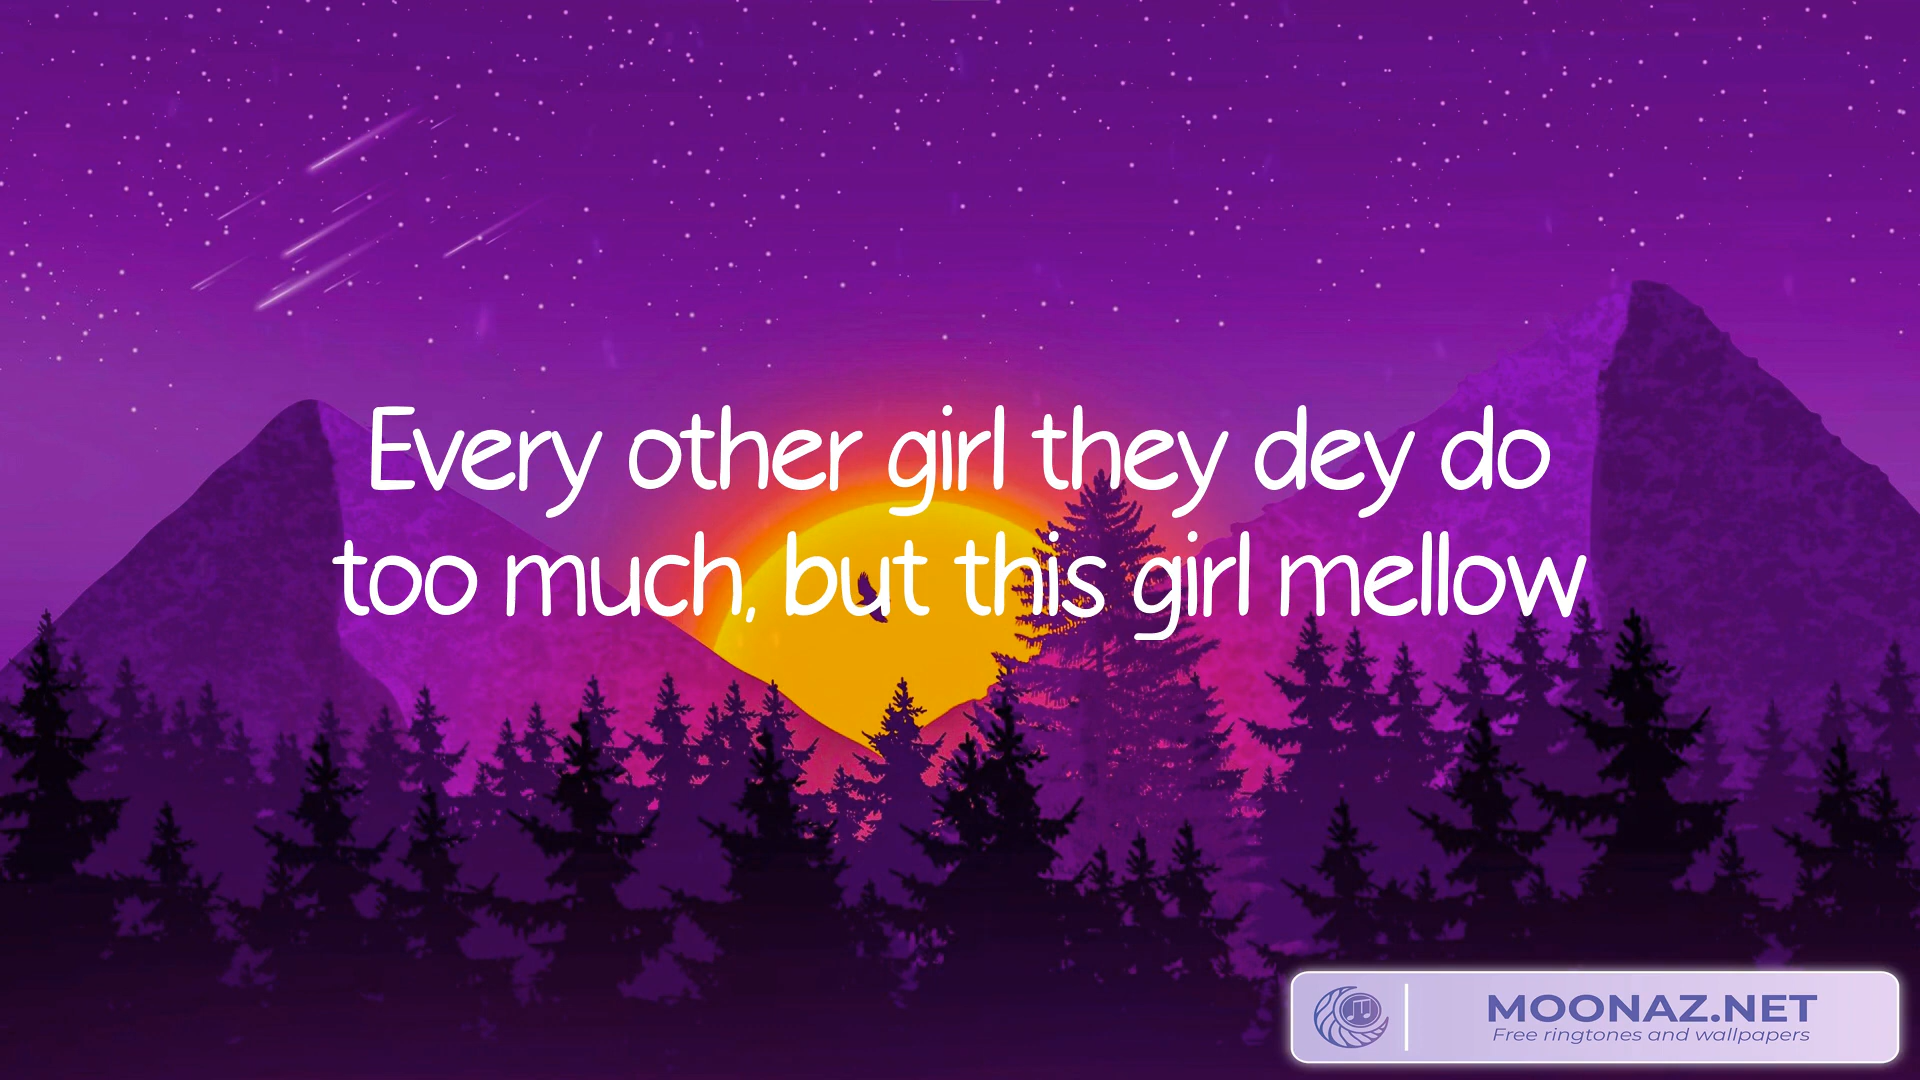 Every other girl they dey do
too much, but this girl mellow
MOONAZ.NET
Free ringtones and wallpapers